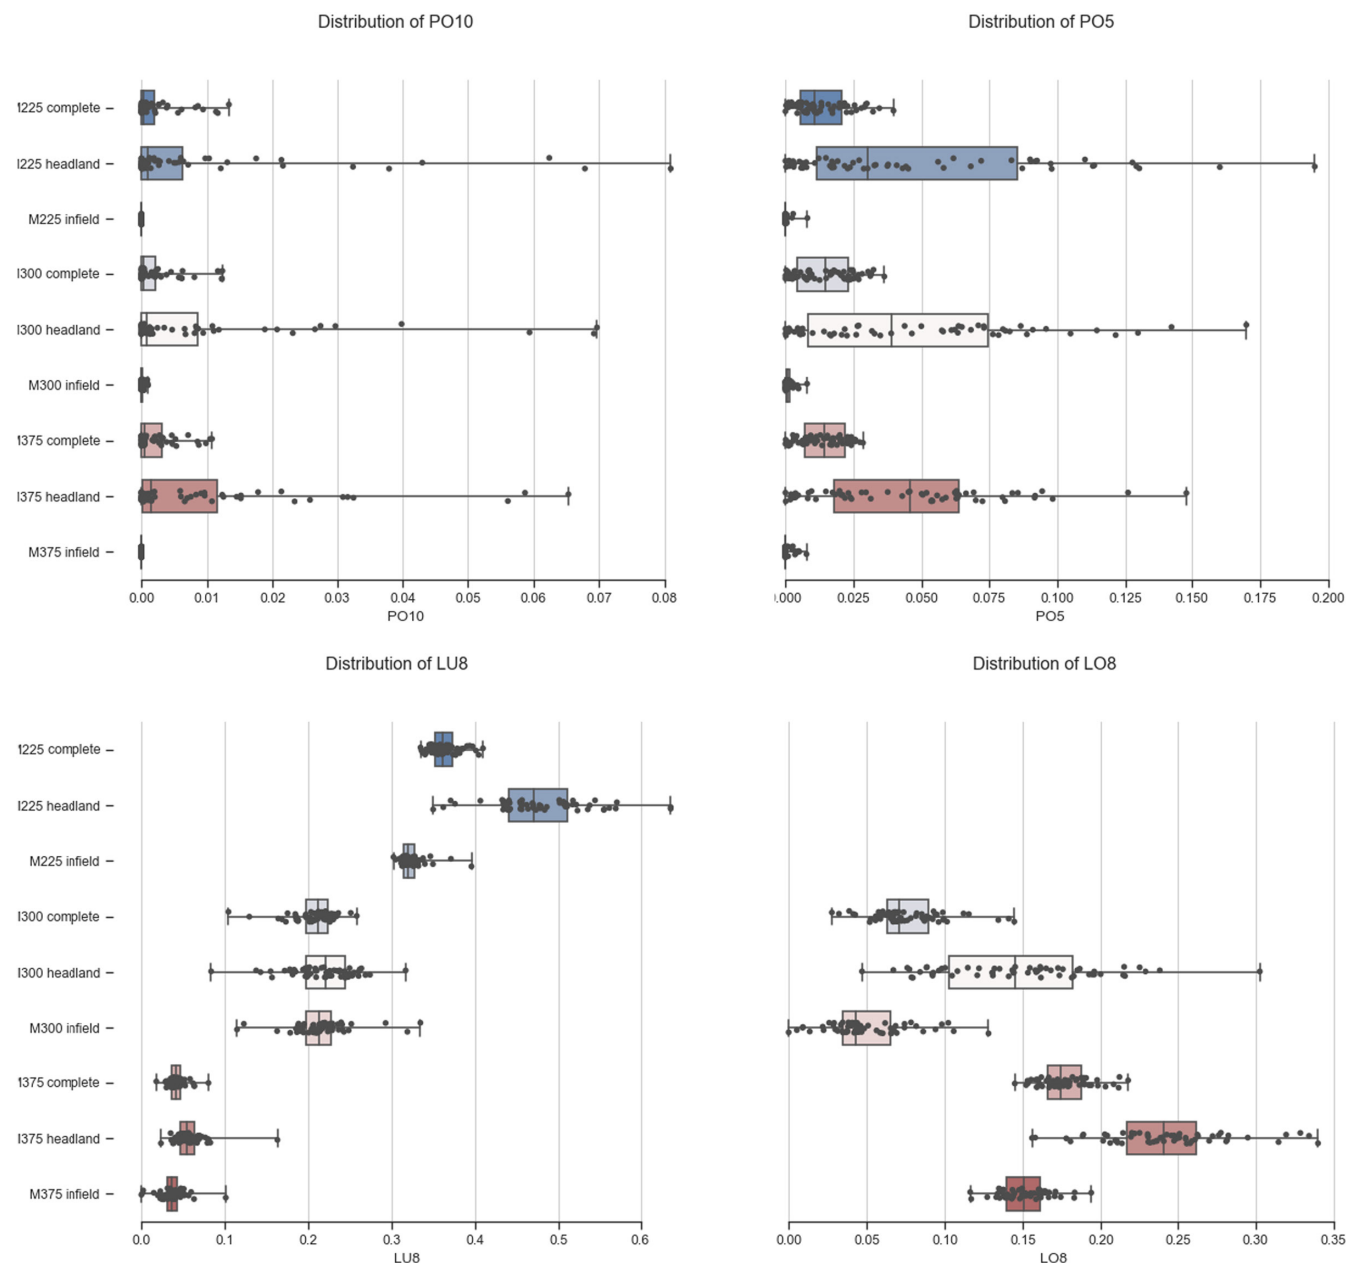 Distribution of PO10
Distribution of PO5
1225 complete
I225 headland
M225 infield
I300 complete
I300 headland
M300 infield
1375 complete
I375 headland
M375 infield
0.00 0.01 0.02 0.03 0.04 0.05 0.06 0.07 0.08
PO10
.000 0.025 0.050 0.075 0.100 0.125 0.150 0.175 0.200
PO5
Distribution of LU8
Distribution of LO8
1225 complete
I225 headland
M225 infield
I300 complete
I300 headland
M300 infield
1375 complete
I375 headland
M375 infield
0.0 0.1 0.2 0.3 0.4 0.5 0.6
LU8
0.00 0.05 0.10 0.15 0.20 0.25 0.30 0.35
LO8